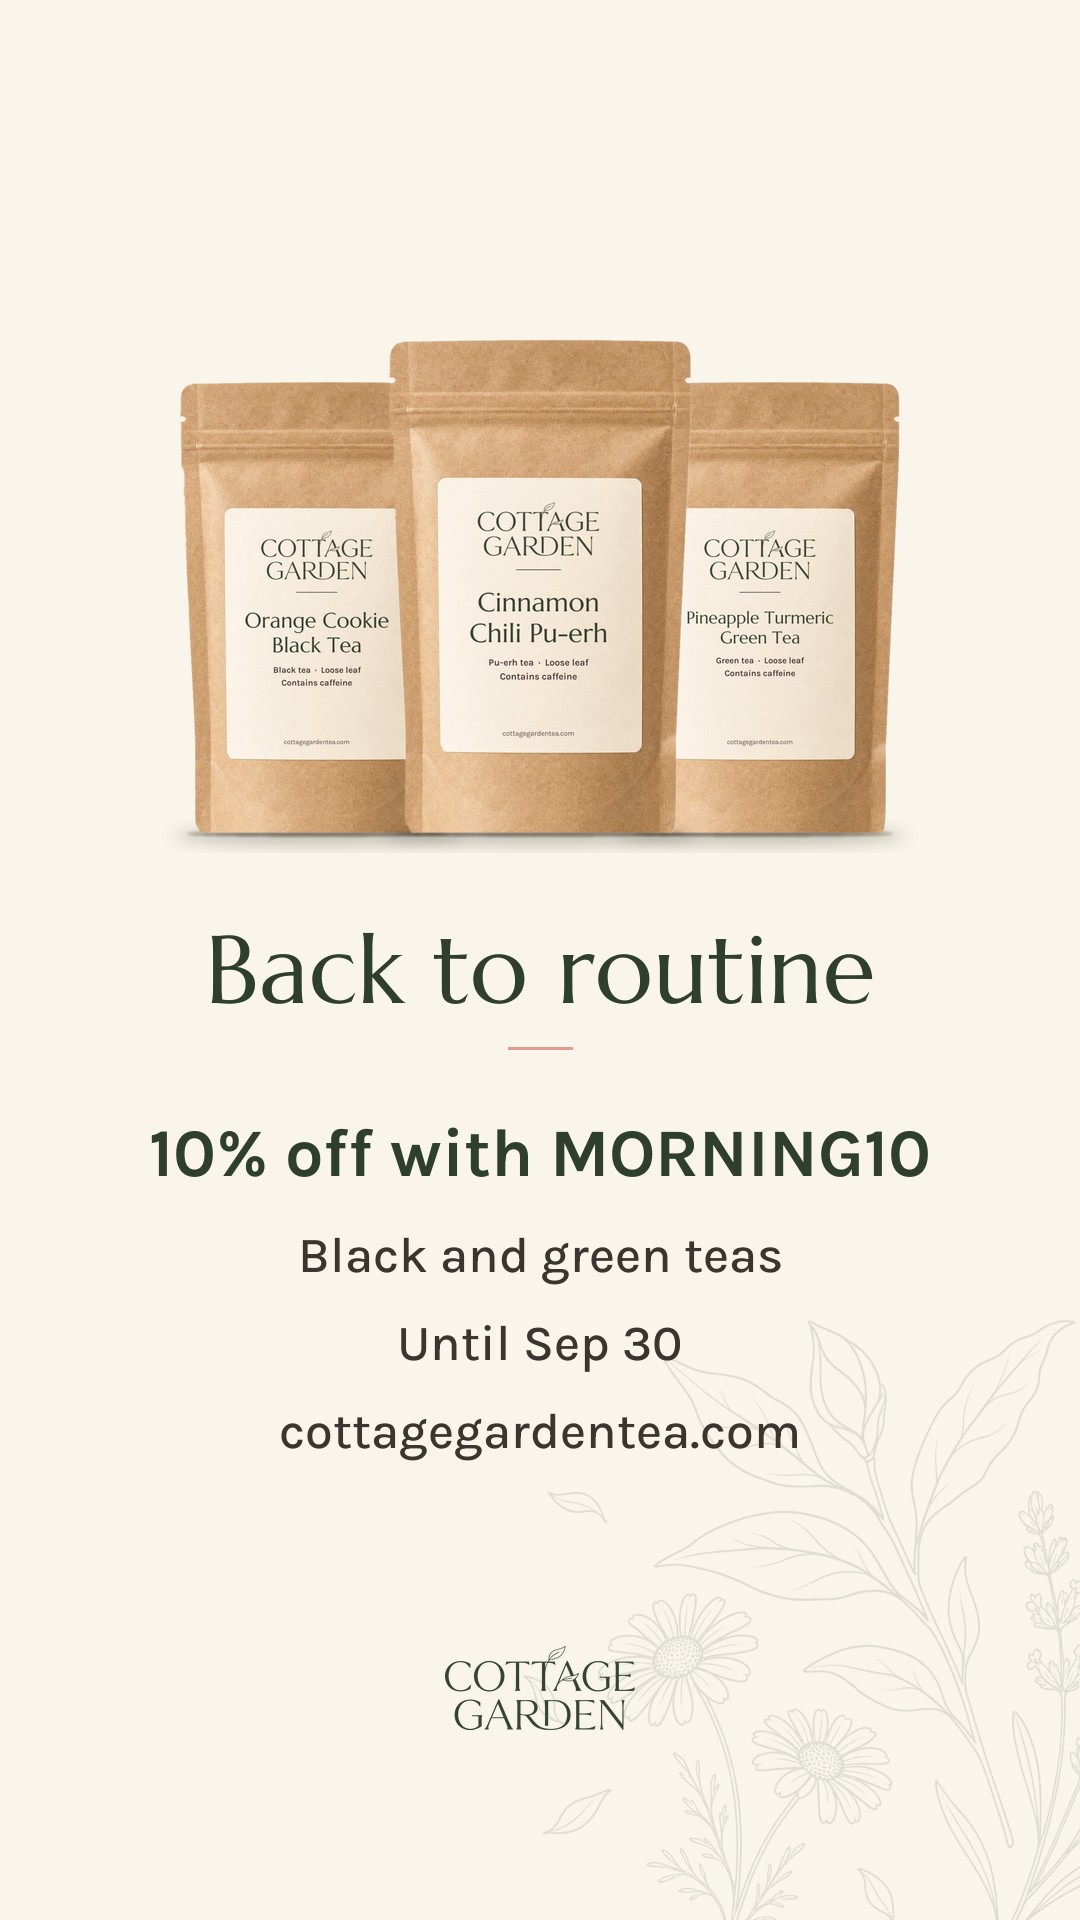 COTTAGE
GARDEN
Orange Cookie
Black Tea
Black tea · Loose leaf
Contains caffeine
cottagegardentea.com
COTTAGE
GARDEN
Cinnamon
Chili Pu-erh
Pu-erh tea · Loose leaf
Contains caffeine
cottagegardentea.com
COTTAGE
GARDEN
Pineapple Turmeric
Green Tea
Green tea · Loose leaf
Contains caffeine
cottagegardentea.com
Back to routine
10% off with MORNING10
Black and green teas
Until Sep 30
cottagegardentea.com
COTTAGE
GARDEN